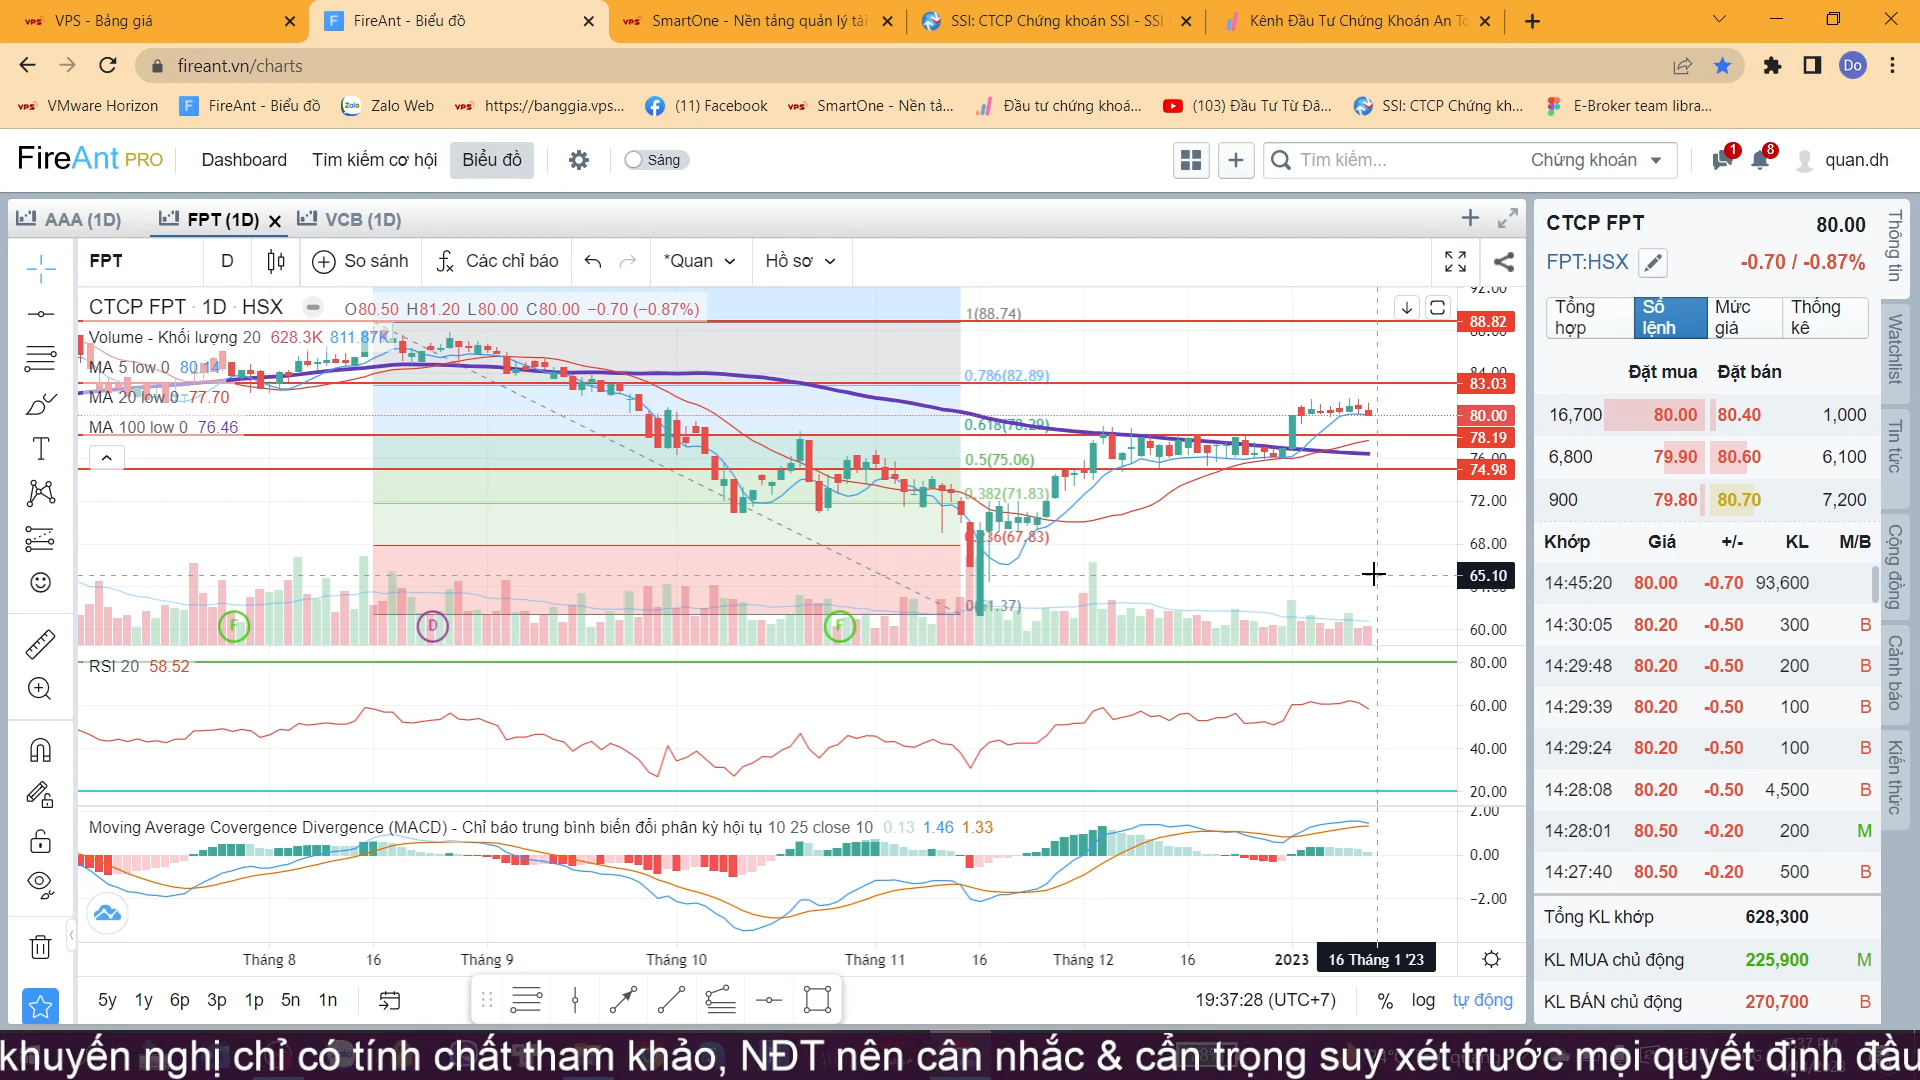 VPS - Bảng giá
FireAnt - Biểu đồ
SmartOne - Nền tảng quản lý tài
SSI: CTCP Chứng khoán SSI - SSI
Kênh Đầu Tư Chứng Khoán An To
fireant.vn/charts
Do
VMware Horizon
FireAnt - Biểu đồ
Zalo Web
https://banggia.vps...
(11) Facebook
SmartOne - Nền tả...
Đầu tư chứng khoá...
(103) Đầu Tư Từ Đâ...
SSI: CTCP Chứng kh...
E-Broker team libra...
FireAnt PRO
Dashboard
Tìm kiếm cơ hội
Biểu đồ
Sáng
Tìm kiếm...
Chứng khoán
1
8
quan.dh
AAA (1D)
FPT (1D)
VCB (1D)
FPT
D
So sánh
Các chỉ báo
*Quan
Hồ sơ
CTCP FPT · 1D · HSX
O80.50 H81.20 L80.00 C80.00 −0.70 (−0.87%)
Volume - Khối lượng 20 628.3K 811.87K
MA 5 low 0 80.14
MA 20 low 0 77.70
MA 100 low 0 76.46
1(88.74)
0.786(82.89)
0.618(78.29)
0.5(75.06)
0.382(71.83)
0.236(67.83)
0(61.37)
92.00
88.82
84.00
83.03
80.00
78.19
76.00
74.98
72.00
68.00
65.10
60.00
F
D
F
RSI 20 58.52
80.00
60.00
40.00
20.00
Moving Average Covergence Divergence (MACD) - Chỉ báo trung bình biến đổi phân kỳ hội tụ 10 25 close 10 0.13 1.46 1.33
2.00
0.00
−2.00
Tháng 8
16
Tháng 9
Tháng 10
Tháng 11
16
Tháng 12
16
2023
16 Tháng 1 '23
5y 1y 6p 3p 1p 5n 1n
19:37:28 (UTC+7)
%
log
tự động
CTCP FPT
80.00
FPT:HSX
-0.70 / -0.87%
Tổng hợp
Sổ lệnh
Mức giá
Thống kê
Đặt mua Đặt bán
16,700 80.00 80.40 1,000
6,800 79.90 80.60 6,100
900 79.80 80.70 7,200
Khớp Giá +/- KL M/B
14:45:20 80.00 -0.70 93,600
14:30:05 80.20 -0.50 300 B
14:29:48 80.20 -0.50 200 B
14:29:39 80.20 -0.50 100 B
14:29:24 80.20 -0.50 100 B
14:28:08 80.20 -0.50 4,500 B
14:28:01 80.50 -0.20 200 M
14:27:40 80.50 -0.20 500 B
Tổng KL khớp 628,300
KL MUA chủ động 225,900 M
KL BÁN chủ động 270,700 B
Thông tin
Watchlist
Tin tức
Cộng đồng
Cảnh báo
Kiến thức
khuyến nghị chỉ có tính chất tham khảo, NĐT nên cân nhắc & cẩn trọng suy xét trước mọi quyết định đầu